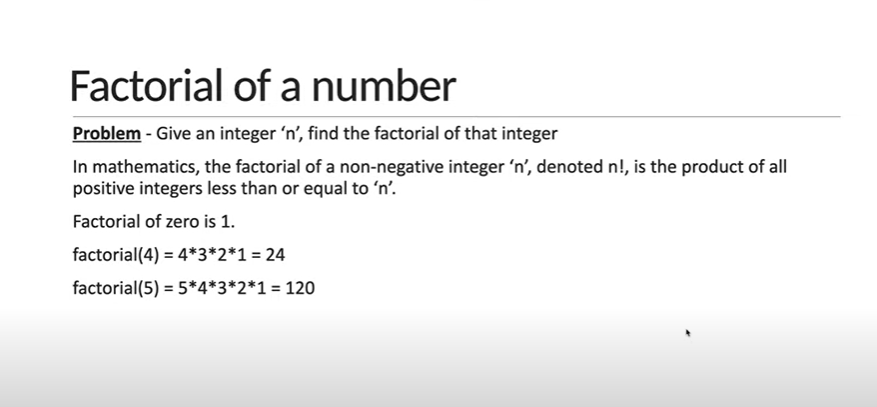 Factorial of a number
Problem - Give an integer ‘n’, find the factorial of that integer
In mathematics, the factorial of a non-negative integer ‘n’, denoted n!, is the product of all
positive integers less than or equal to ‘n’.
Factorial of zero is 1.
factorial(4) = 4*3*2*1 = 24
factorial(5) = 5*4*3*2*1 = 120